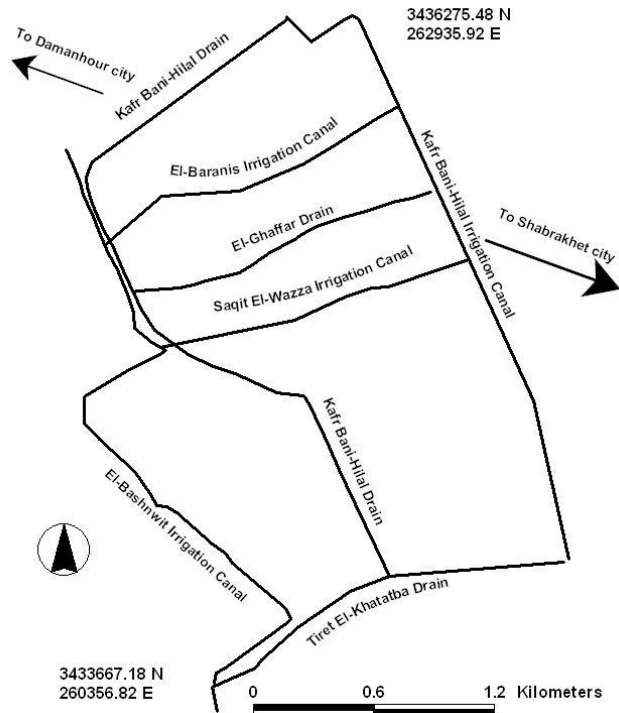 3436275.48 N
262935.92 E
To Damanhour city
Kafr Bani-Hilal Drain
El-Baranis Irrigation Canal
Kafr Bani-Hilal Irrigation Canal
El-Ghaffar Drain
To Shabrakhet city
Saqit El-Wazza Irrigation Canal
Kafr Bani-Hilal Drain
El-Bashnwit Irrigation Canal
Tiret El-Khatatba Drain
3433667.18 N
260356.82 E
0 0.6 1.2 Kilometers